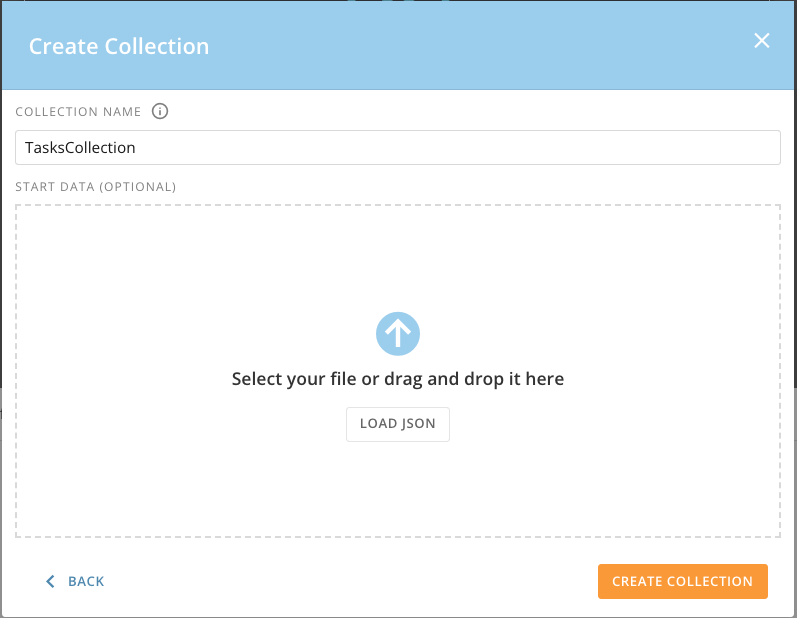 Create Collection
COLLECTION NAME
TasksCollection
START DATA (OPTIONAL)
Select your file or drag and drop it here
LOAD JSON
BACK
CREATE COLLECTION